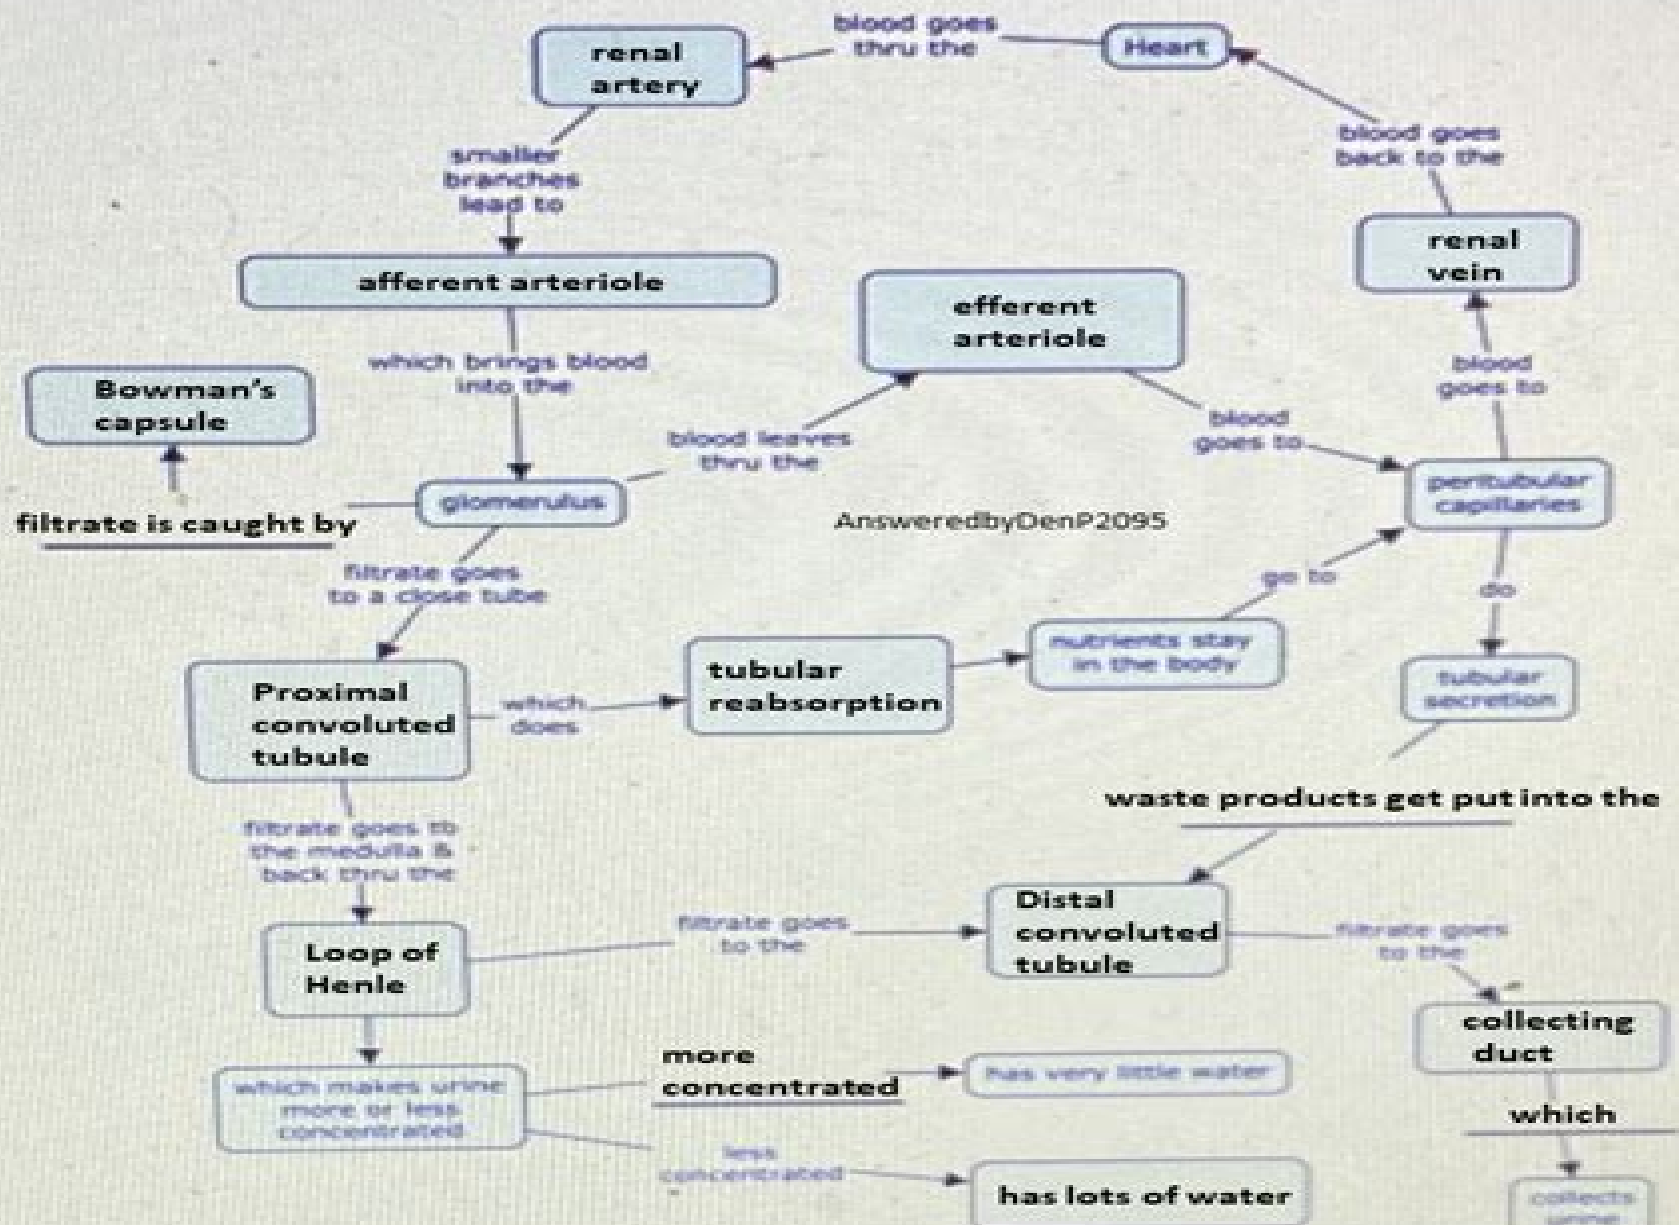 blood goes
thru the
Heart
renal
artery
smaller
branches
lead to
blood goes
back to the
renal
vein
afferent arteriole
efferent
arteriole
which brings blood
into the
Bowman's
capsule
blood
goes to
blood leaves
thru the
blood
goes to
glomerulus
peritubular
capillaries
filtrate is caught by
AnsweredbyDenP2095
filtrate goes
to a close tube
go to
do
nutrients stay
in the body
tubular
reabsorption
tubular
secretion
Proximal
convoluted
tubule
which
does
waste products get put into the
filtrate goes to
the medulla &
back thru the
Distal
convoluted
tubule
filtrate goes
to the
filtrate goes
to the
Loop of
Henle
collecting
duct
more
concentrated
has very little water
which makes urine
more or less
concentrated
which
less
concentrated
has lots of water
collects
urine